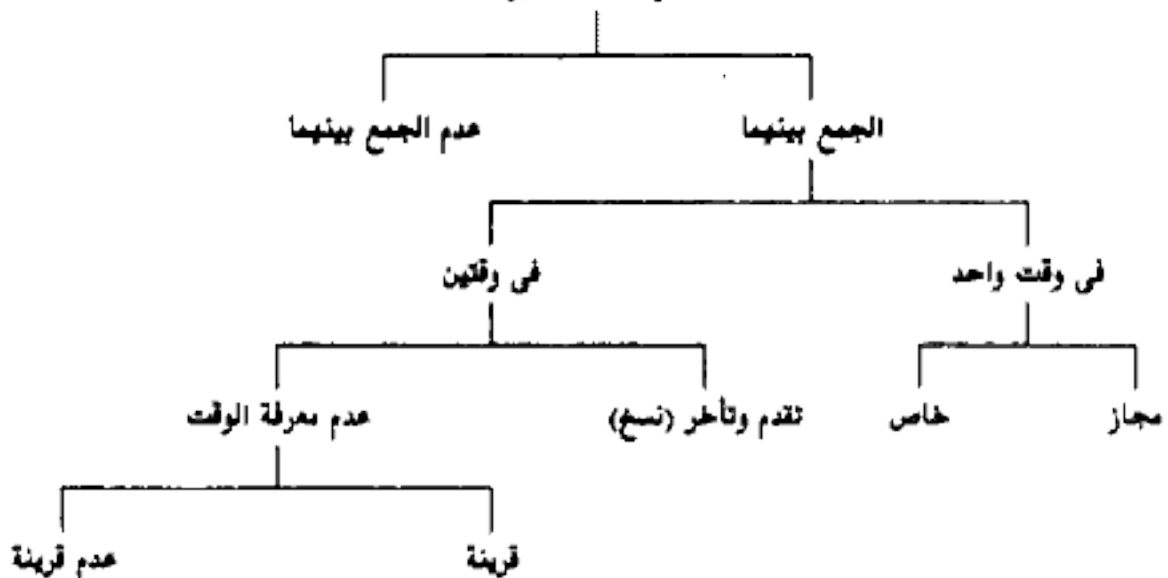 الجمع بينهما عدم الجمع بينهما
فى وقت واحد فى وقتين
مجاز خاص تقدم وتأخر (نسخ) عدم معرفة الوقت
قرينة عدم قرينة